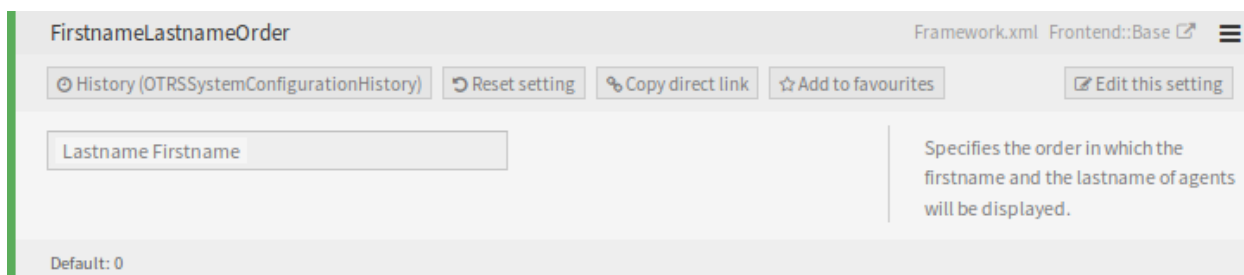 FirstnameLastnameOrder Framework.xml Frontend::Base
History (OTRSSystemConfigurationHistory) Reset setting Copy direct link Add to favourites Edit this setting
Lastname Firstname
Specifies the order in which the
firstname and the lastname of agents
will be displayed.
Default: 0